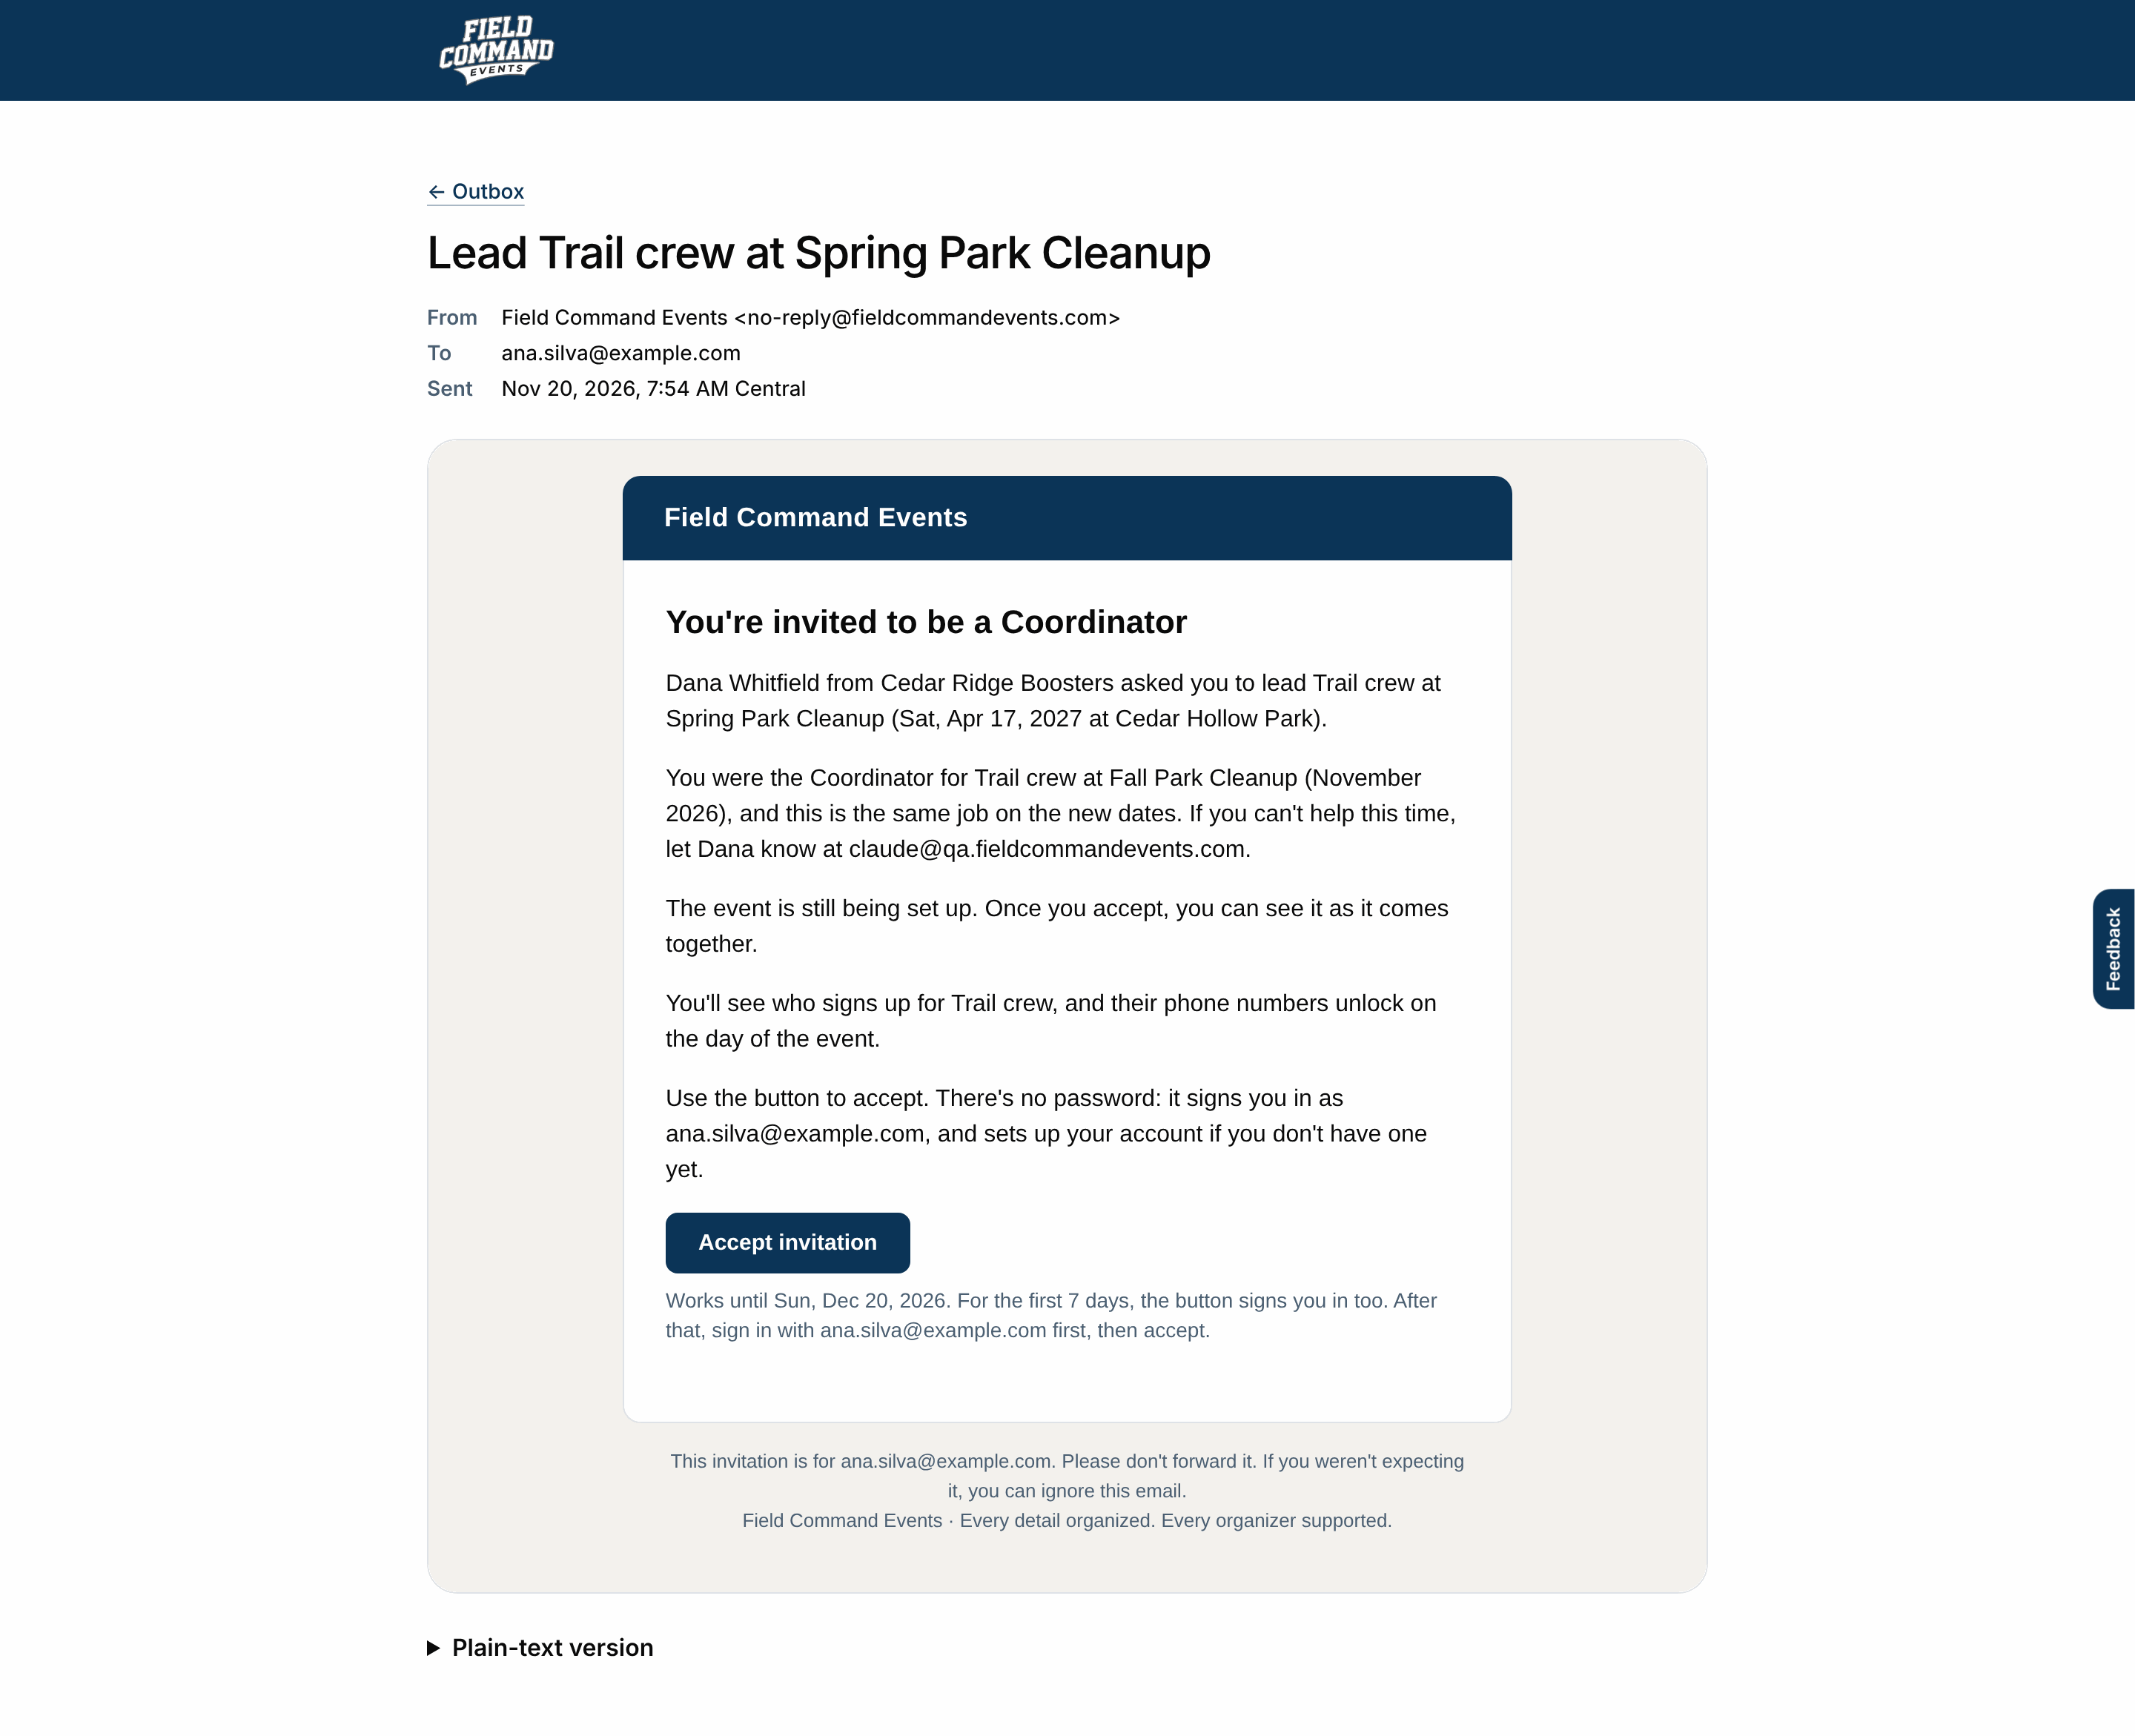 FIELD
COMMAND
EVENTS
← Outbox
Lead Trail crew at Spring Park Cleanup
From Field Command Events <no-reply@fieldcommandevents.com>
To ana.silva@example.com
Sent Nov 20, 2026, 7:54 AM Central
Field Command Events
You're invited to be a Coordinator
Dana Whitfield from Cedar Ridge Boosters asked you to lead Trail crew at
Spring Park Cleanup (Sat, Apr 17, 2027 at Cedar Hollow Park).
You were the Coordinator for Trail crew at Fall Park Cleanup (November
2026), and this is the same job on the new dates. If you can't help this time,
let Dana know at claude@qa.fieldcommandevents.com.
The event is still being set up. Once you accept, you can see it as it comes
together.
You'll see who signs up for Trail crew, and their phone numbers unlock on
the day of the event.
Use the button to accept. There's no password: it signs you in as
ana.silva@example.com, and sets up your account if you don't have one
yet.
Accept invitation
Works until Sun, Dec 20, 2026. For the first 7 days, the button signs you in too. After
that, sign in with ana.silva@example.com first, then accept.
This invitation is for ana.silva@example.com. Please don't forward it. If you weren't expecting
it, you can ignore this email.
Field Command Events · Every detail organized. Every organizer supported.
Plain-text version
Feedback